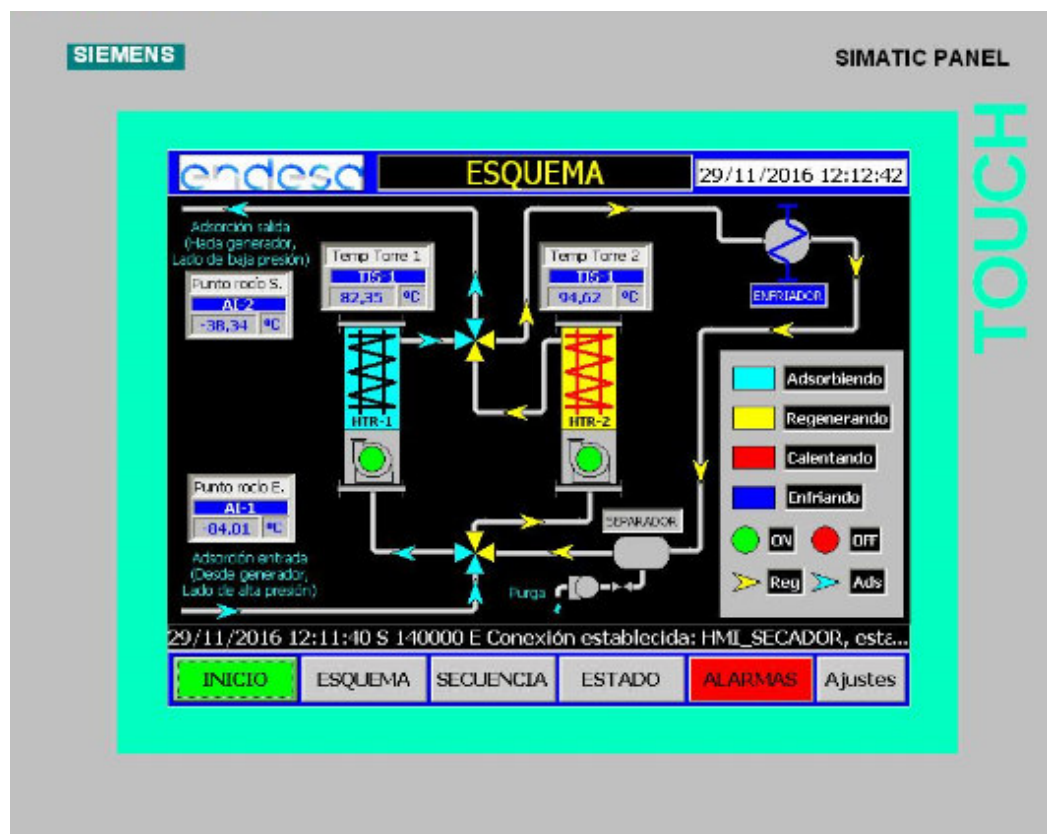 SIEMENS
SIMATIC PANEL
TOUCH
endesa
ESQUEMA
29/11/2016 12:12:42
Adsorción salida
(Hacia generador,
Lado de baja presión)
Punto rocío S.
AI-2
-38,34 ºC
Temp Torre 1
TIS-1
82,35 ºC
Temp Torre 2
TIS-1
94,62 ºC
ENFRIADOR
HTR-1
HTR-2
Adsorbiendo
Regenerando
Calentando
Enfriando
ON
OFF
Reg
Ads
Punto rocío E.
AI-1
-04,01 ºC
SEPARADOR
Adsorción entrada
(Desde generador,
Lado de alta presión)
Purga
29/11/2016 12:11:40 S 140000 E Conexión establecida: HMI_SECADOR, esta...
INICIO
ESQUEMA
SECUENCIA
ESTADO
ALARMAS
Ajustes